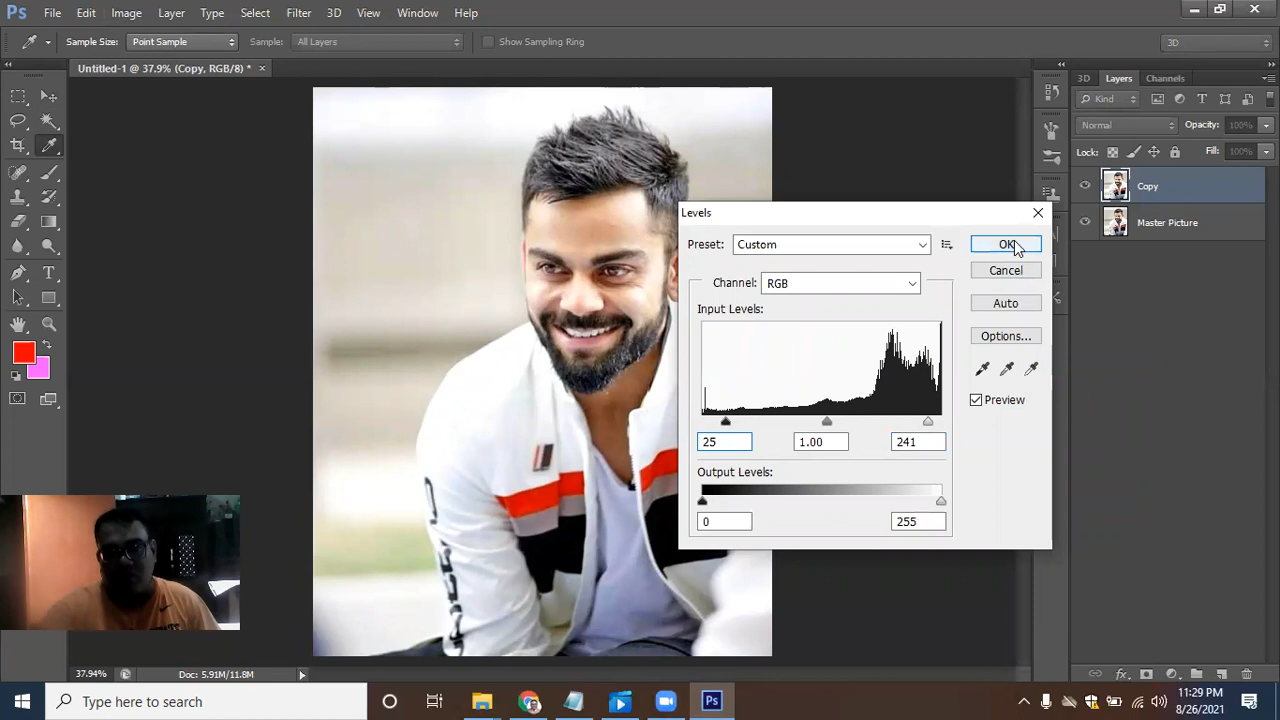 Ps File Edit Image Layer Type Select Filter 3D View Window Help
Sample Size: Point Sample Sample: All Layers Show Sampling Ring 3D
Untitled-1 @ 37.9% (Copy, RGB/8) *
3D Layers Channels
Kind
Normal Opacity: 100%
Lock: Fill: 100%
Copy
Master Picture
Levels
Preset: Custom
OK
Cancel
Channel: RGB
Auto
Input Levels:
Options...
Preview
25 1.00 241
Output Levels:
0 255
37.94% Doc: 5.91M/11.8M
Type here to search
Ps
11:29 PM
8/26/2021